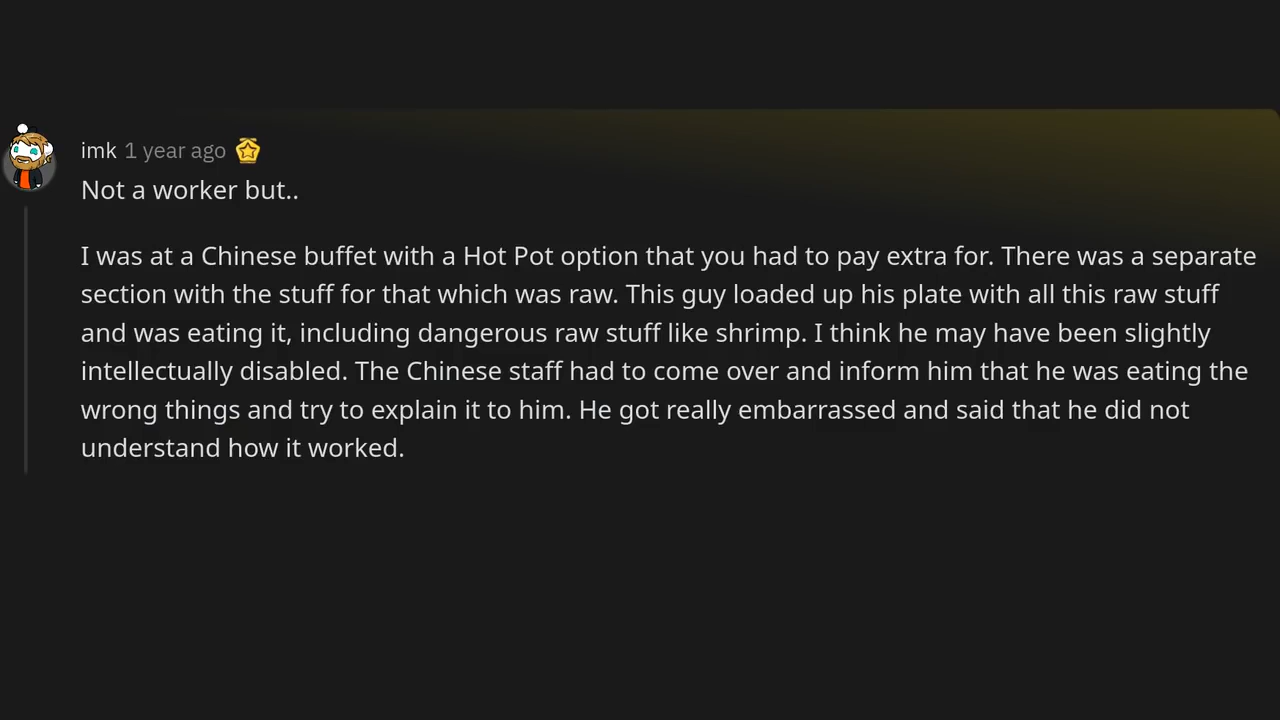 imk 1 year ago
Not a worker but..
I was at a Chinese buffet with a Hot Pot option that you had to pay extra for. There was a separate
section with the stuff for that which was raw. This guy loaded up his plate with all this raw stuff
and was eating it, including dangerous raw stuff like shrimp. I think he may have been slightly
intellectually disabled. The Chinese staff had to come over and inform him that he was eating the
wrong things and try to explain it to him. He got really embarrassed and said that he did not
understand how it worked.